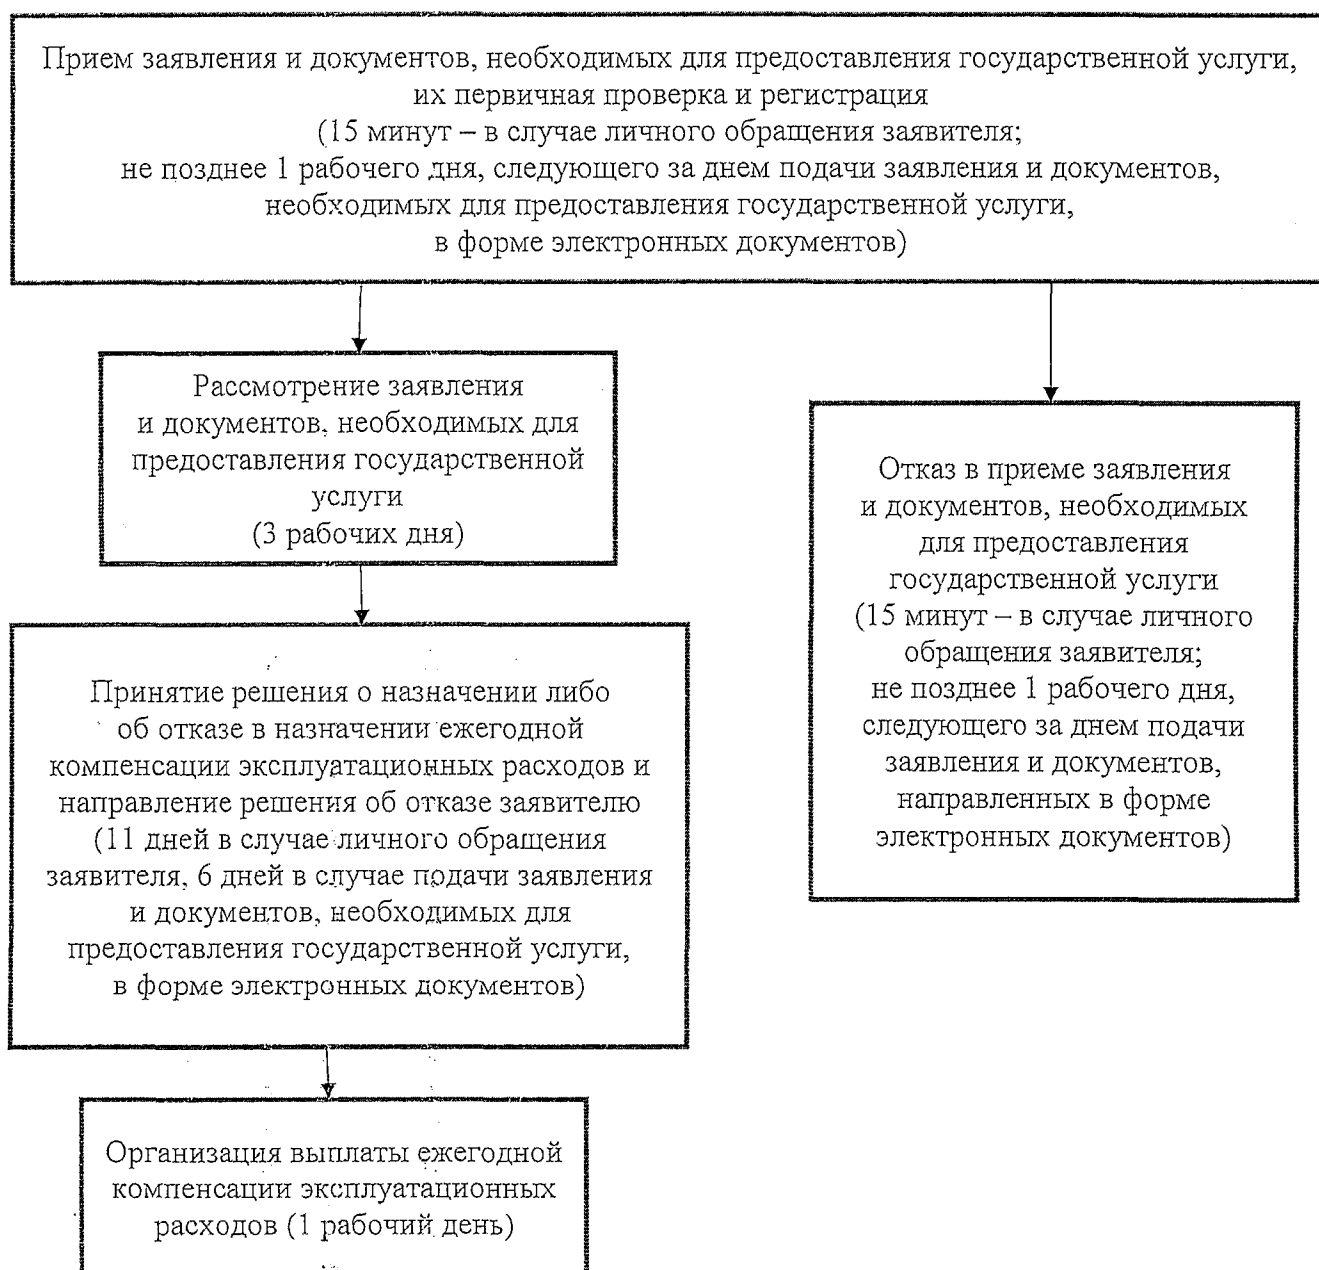 Прием заявления и документов, необходимых для предоставления государственной услуги,
их первичная проверка и регистрация
(15 минут – в случае личного обращения заявителя;
не позднее 1 рабочего дня, следующего за днем подачи заявления и документов,
необходимых для предоставления государственной услуги,
в форме электронных документов)
Рассмотрение заявления
и документов, необходимых для
предоставления государственной
услуги
(3 рабочих дня)
Отказ в приеме заявления
и документов, необходимых
для предоставления
государственной услуги
(15 минут – в случае личного
обращения заявителя;
не позднее 1 рабочего дня,
следующего за днем подачи
заявления и документов,
направленных в форме
электронных документов)
Принятие решения о назначении либо
об отказе в назначении ежегодной
компенсации эксплуатационных расходов и
направление решения об отказе заявителю
(11 дней в случае личного обращения
заявителя, 6 дней в случае подачи заявления
и документов, необходимых для
предоставления государственной услуги,
в форме электронных документов)
Организация выплаты ежегодной
компенсации эксплуатационных
расходов (1 рабочий день)